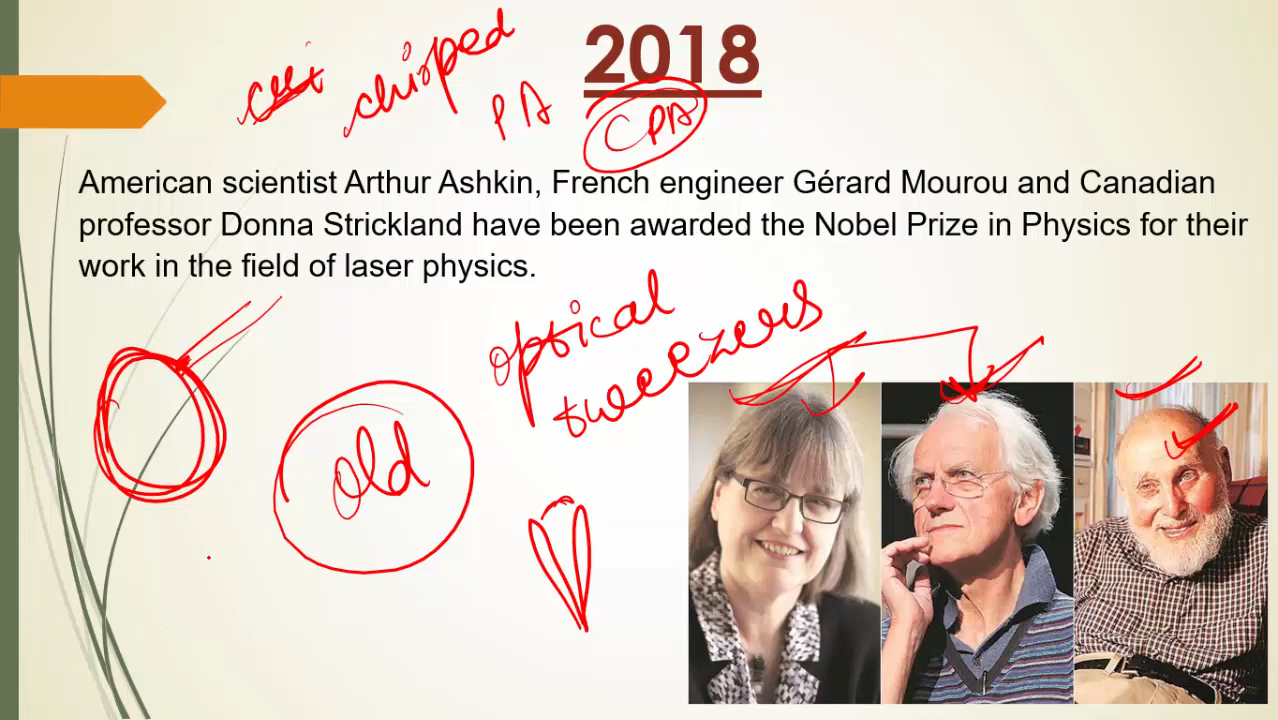 2018
chirped
PA
CPA
American scientist Arthur Ashkin, French engineer Gérard Mourou and Canadian
professor Donna Strickland have been awarded the Nobel Prize in Physics for their
work in the field of laser physics.
optical
tweezers
old